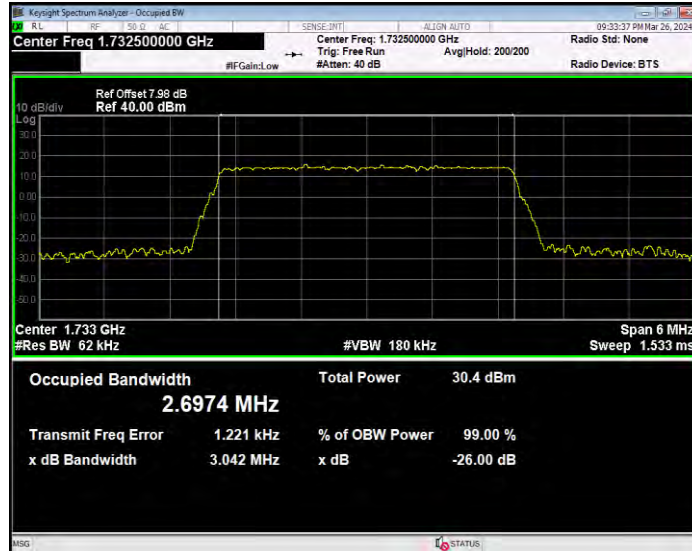 Keysight Spectrum Analyzer - Occupied BW
RL RF 50 Ω AC SENSE:INT ALIGN AUTO 09:33:37 PM Mar 26, 2024
Center Freq 1.732500000 GHz Center Freq: 1.732500000 GHz Radio Std: None
Trig: Free Run Avg|Hold: 200/200
#IFGain:Low #Atten: 40 dB Radio Device: BTS
Ref Offset 7.98 dB
10 dB/div Ref 40.00 dBm
Log
30.0
20.0
10.0
0.00
-10.0
-20.0
-30.0
-40.0
-50.0
Center 1.733 GHz Span 6 MHz
#Res BW 62 kHz #VBW 180 kHz Sweep 1.533 ms
Occupied Bandwidth Total Power 30.4 dBm
2.6974 MHz
Transmit Freq Error 1.221 kHz % of OBW Power 99.00 %
x dB Bandwidth 3.042 MHz x dB -26.00 dB
MSG STATUS